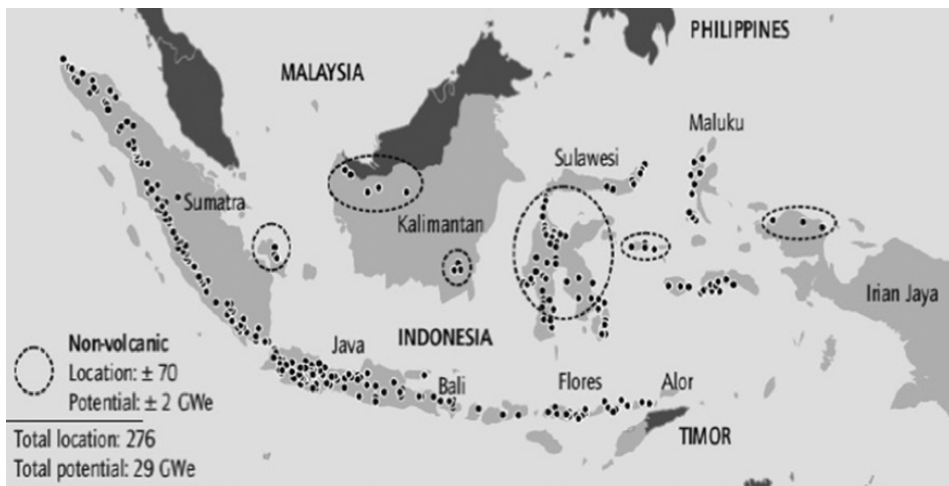 PHILIPPINES
MALAYSIA
Maluku
Sulawesi
Sumatra
Kalimantan
Irian Jaya
INDONESIA
Non-volcanic
Location: ± 70
Potential: ± 2 GWe
Java
Bali
Flores
Alor
TIMOR
Total location: 276
Total potential: 29 GWe